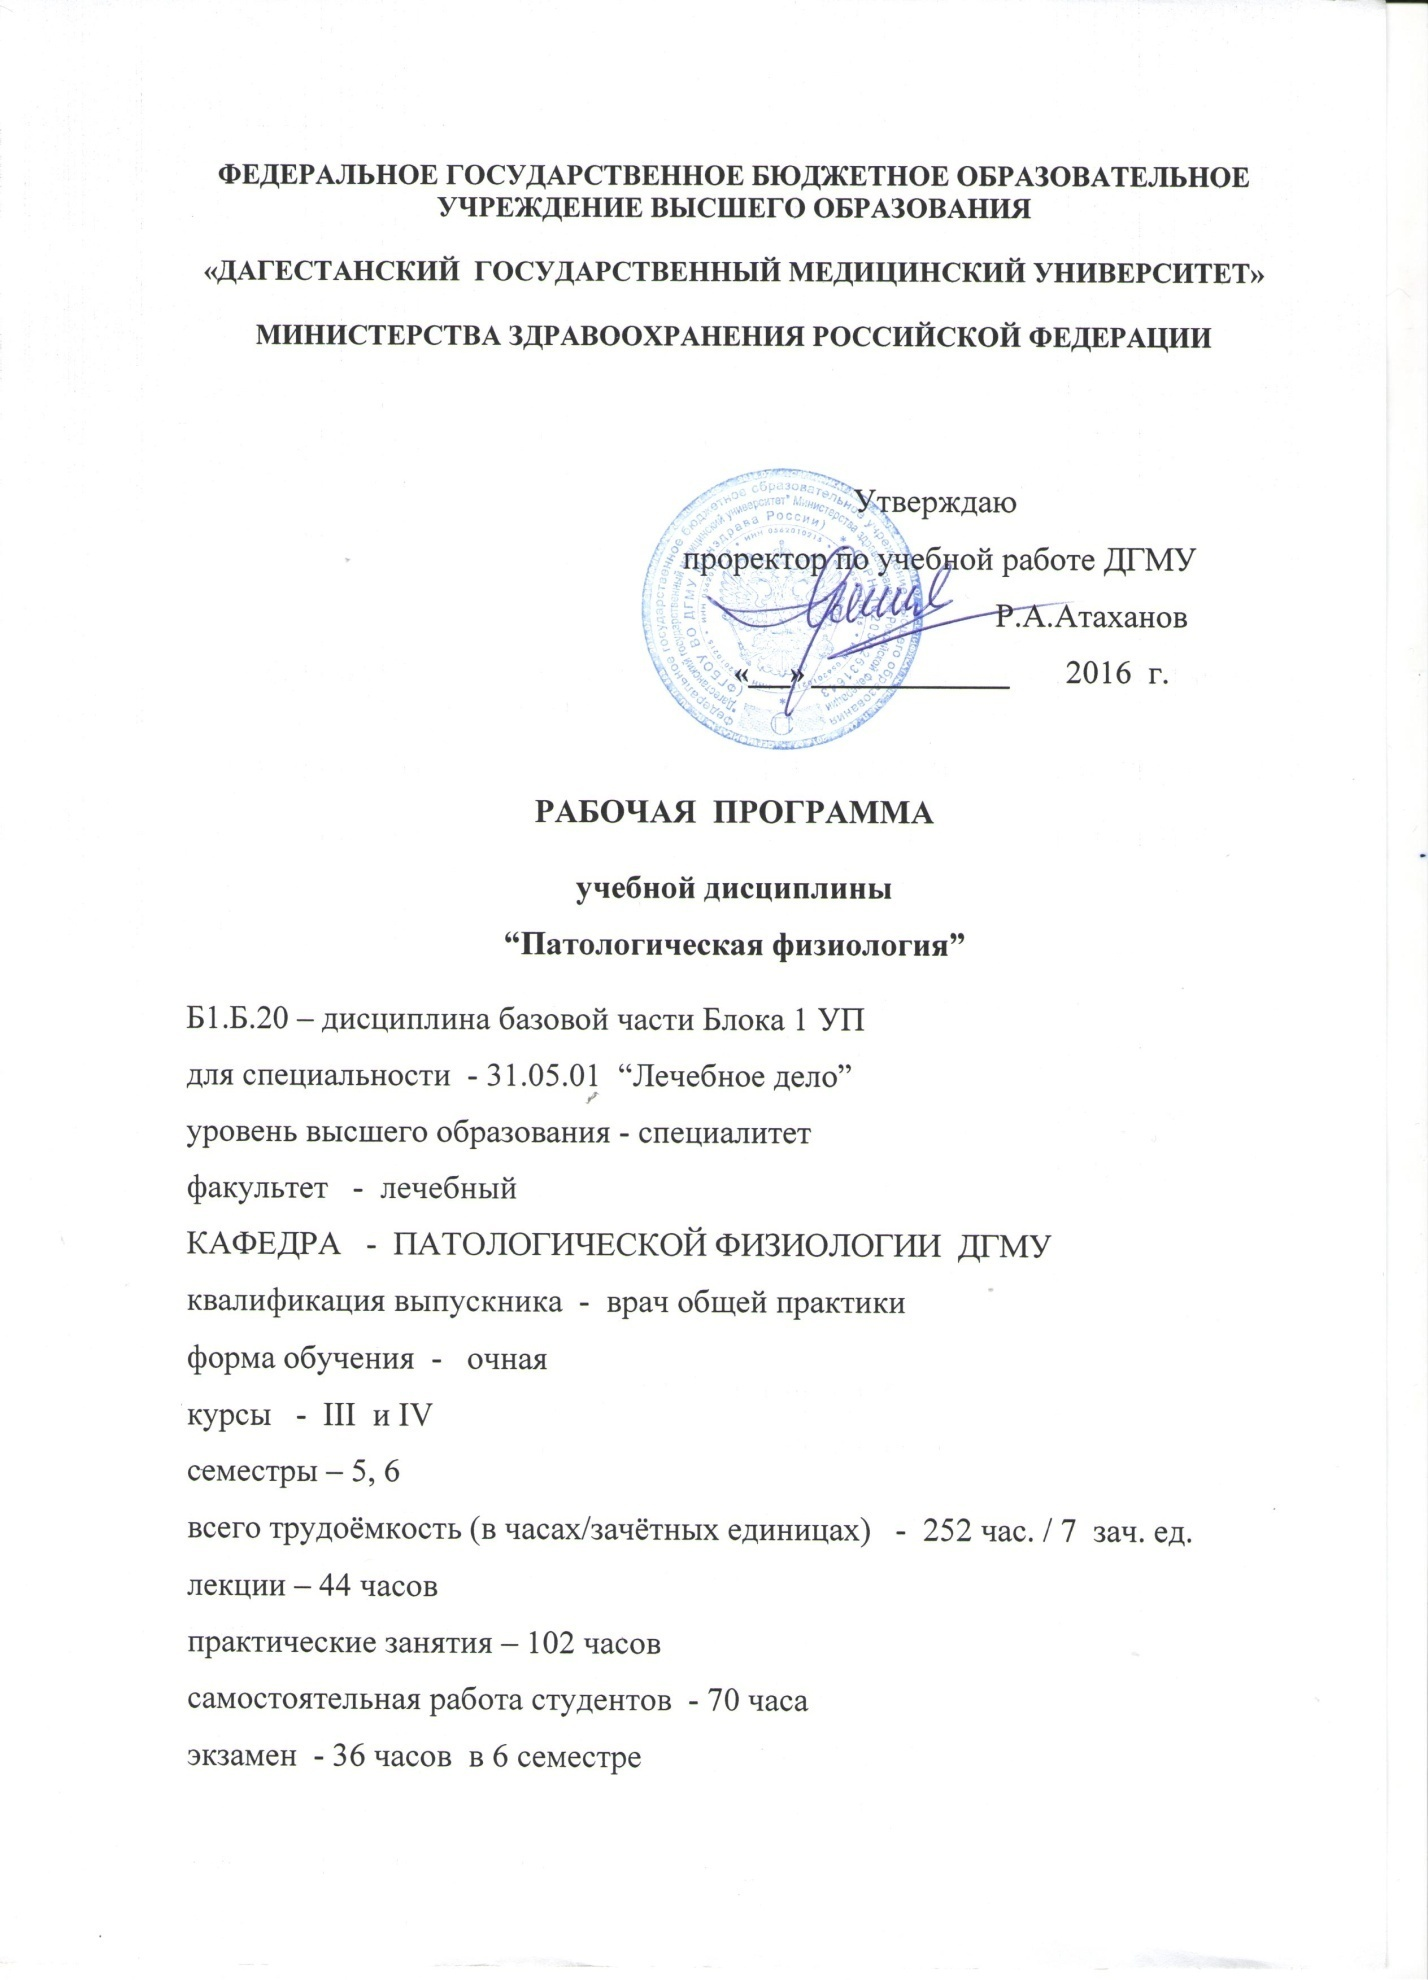 ФЕДЕРАЛЬНОЕ ГОСУДАРСТВЕННОЕ БЮДЖЕТНОЕ ОБРАЗОВАТЕЛЬНОЕ
УЧРЕЖДЕНИЕ ВЫСШЕГО ОБРАЗОВАНИЯ
«ДАГЕСТАНСКИЙ ГОСУДАРСТВЕННЫЙ МЕДИЦИНСКИЙ УНИВЕРСИТЕТ»
МИНИСТЕРСТВА ЗДРАВООХРАНЕНИЯ РОССИЙСКОЙ ФЕДЕРАЦИИ
Утверждаю
проректор по учебной работе ДГМУ
Р.А.Атаханов
«___» ______________ 2016 г.
РАБОЧАЯ ПРОГРАММА
учебной дисциплины
“Патологическая физиология”
Б1.Б.20 – дисциплина базовой части Блока 1 УП
для специальности - 31.05.01 “Лечебное дело”
уровень высшего образования - специалитет
факультет - лечебный
КАФЕДРА - ПАТОЛОГИЧЕСКОЙ ФИЗИОЛОГИИ ДГМУ
квалификация выпускника - врач общей практики
форма обучения - очная
курсы - III и IV
семестры – 5, 6
всего трудоёмкость (в часах/зачётных единицах) - 252 час. / 7 зач. ед.
лекции – 44 часов
практические занятия – 102 часов
самостоятельная работа студентов - 70 часа
экзамен - 36 часов в 6 семестре